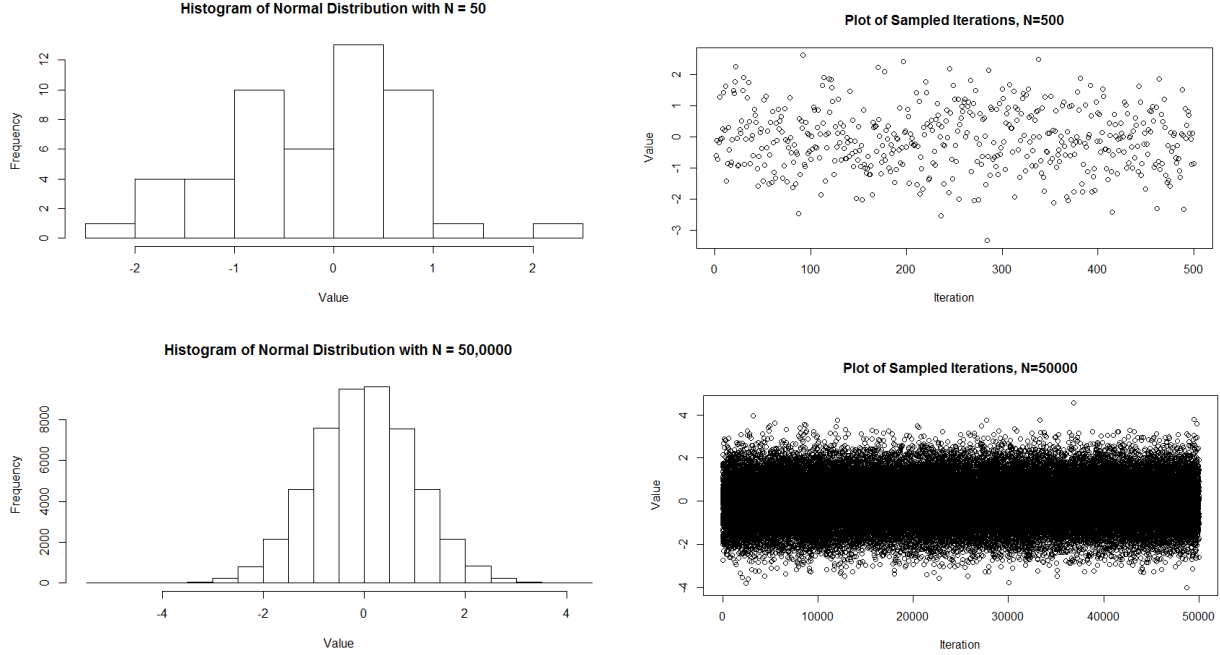 Histogram of Normal Distribution with N = 50
Frequency
12
10
8
6
4
2
0
-2 -1 0 1 2
Value
Plot of Sampled Iterations, N=500
Value
2
1
0
-1
-2
-3
0 100 200 300 400 500
Iteration
Histogram of Normal Distribution with N = 50,0000
Frequency
8000
6000
4000
2000
0
-4 -2 0 2 4
Value
Plot of Sampled Iterations, N=50000
Value
4
2
0
-2
-4
0 10000 20000 30000 40000 50000
Iteration